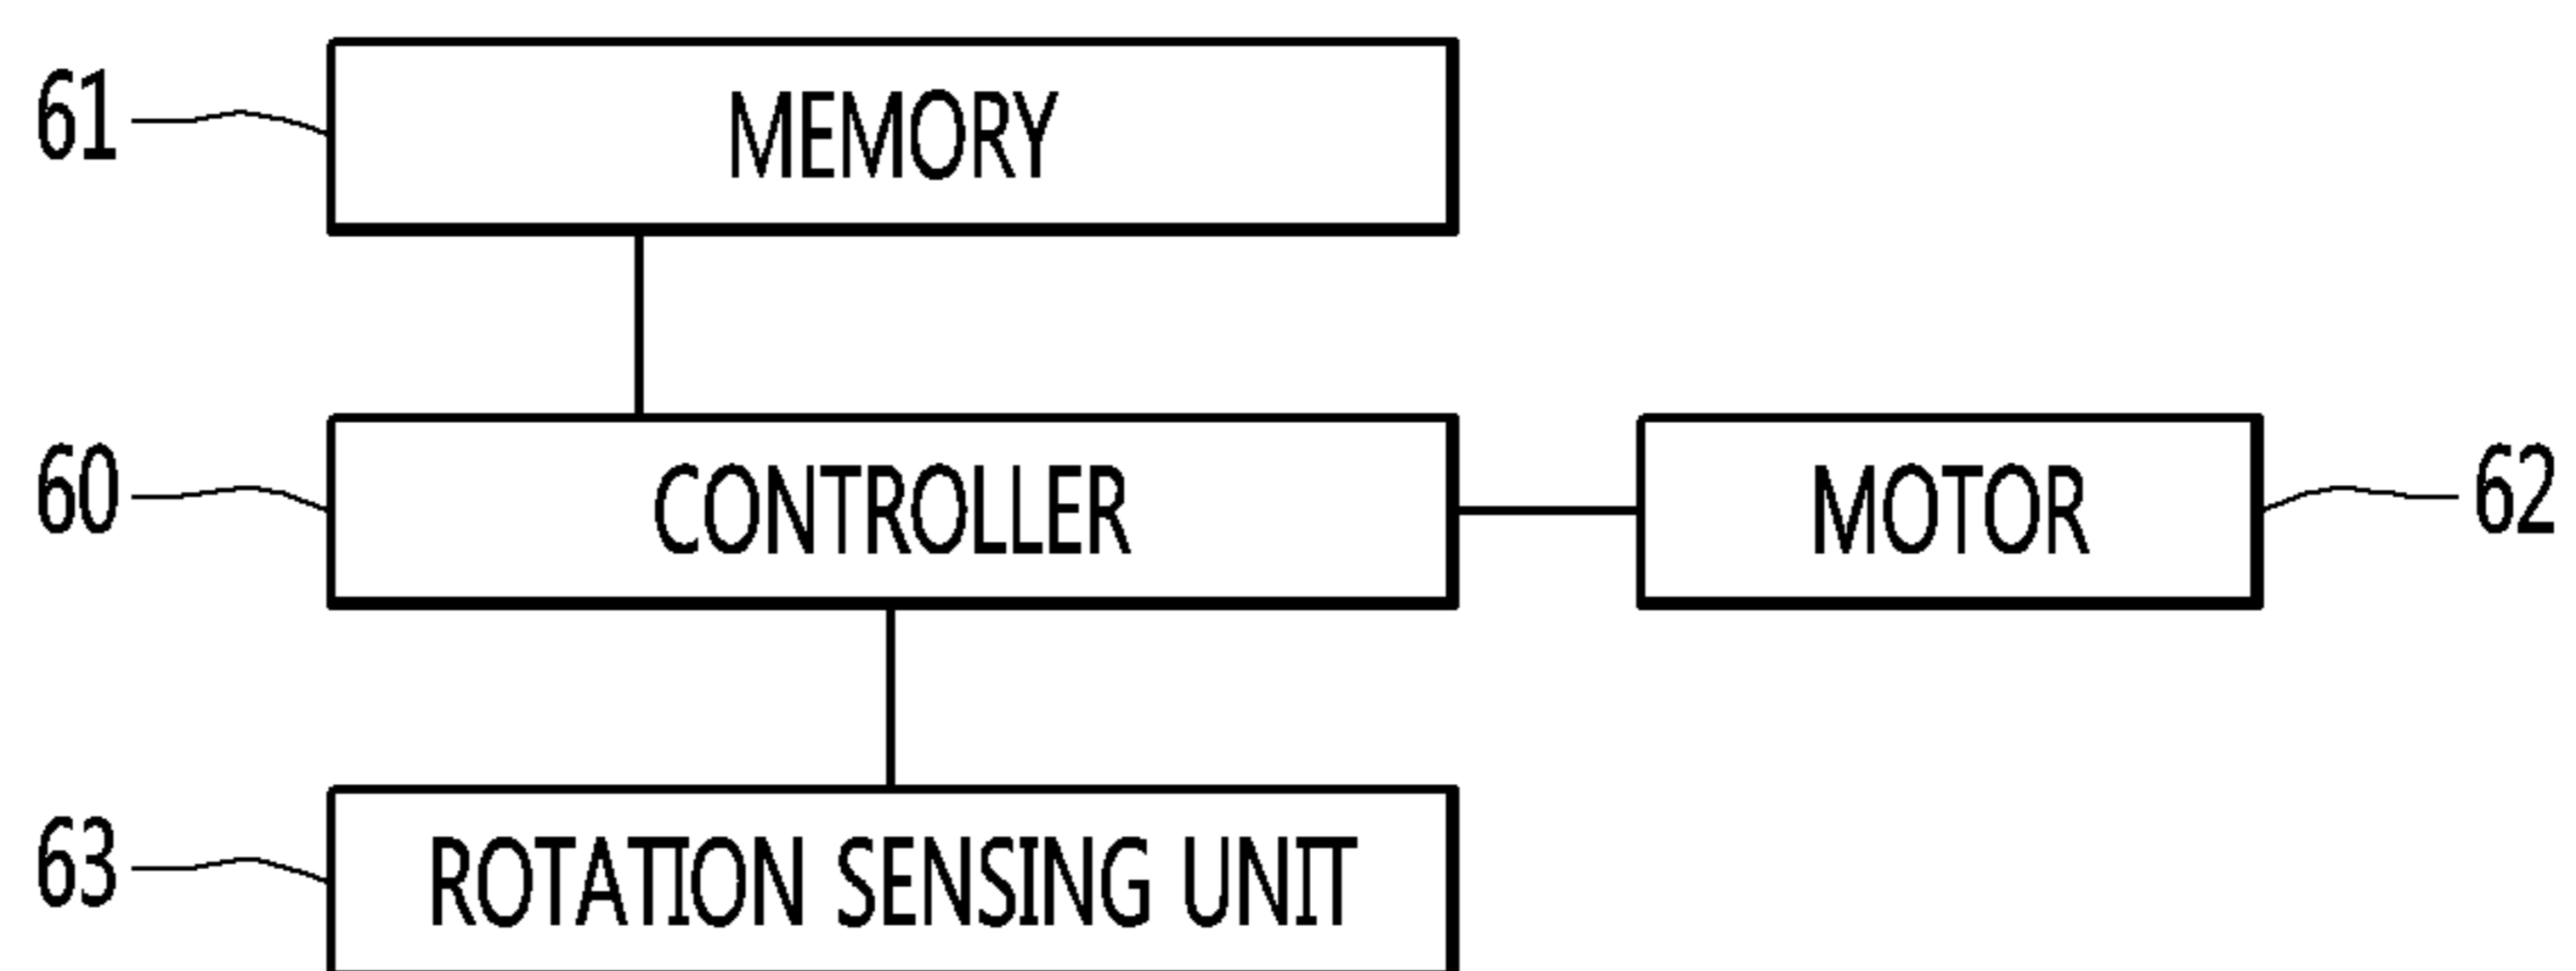 61 MEMORY
60 CONTROLLER MOTOR 62
63 ROTATION SENSING UNIT